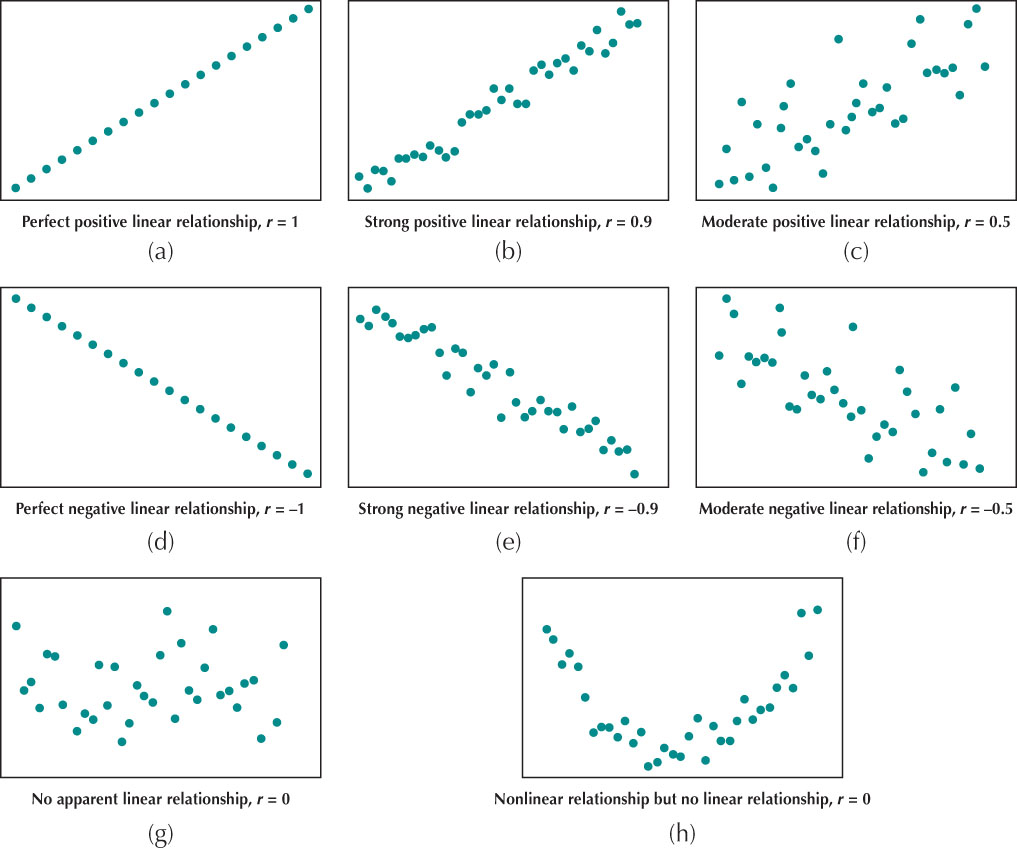 Perfect positive linear relationship, r = 1
Strong positive linear relationship, r = 0.9
Moderate positive linear relationship, r = 0.5
(a)
(b)
(c)
Perfect negative linear relationship, r = –1
Strong negative linear relationship, r = –0.9
Moderate negative linear relationship, r = –0.5
(d)
(e)
(f)
No apparent linear relationship, r = 0
Nonlinear relationship but no linear relationship, r = 0
(g)
(h)